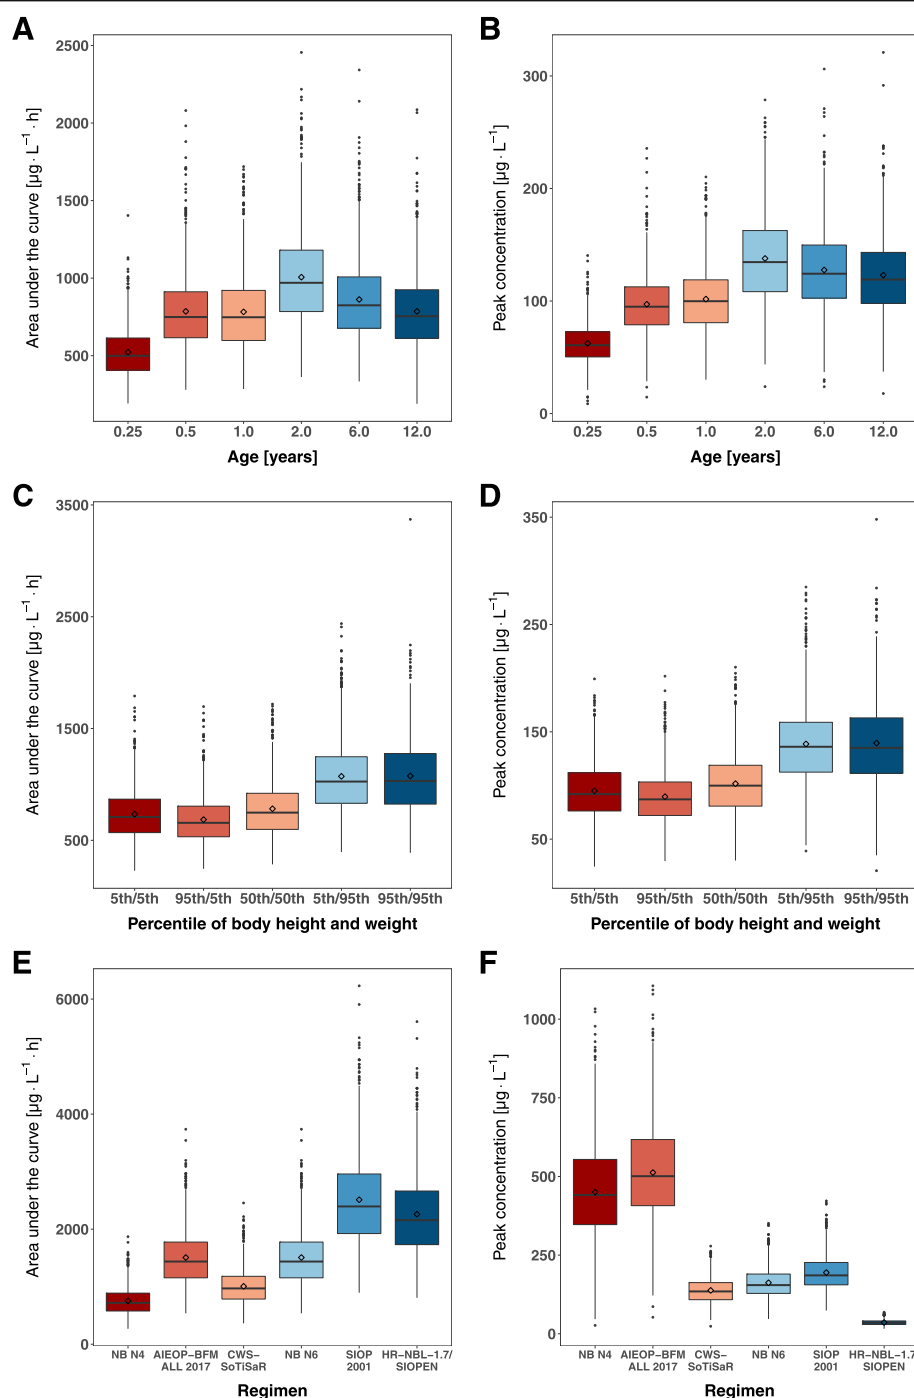 A
Area under the curve [µg · L⁻¹ · h]
2500
2000
1500
1000
500
0.25 0.5 1.0 2.0 6.0 12.0
Age [years]
B
Peak concentration [µg · L⁻¹]
300
200
100
0
0.25 0.5 1.0 2.0 6.0 12.0
Age [years]
C
Area under the curve [µg · L⁻¹ · h]
3500
2500
1500
500
5th/5th 95th/5th 50th/50th 5th/95th 95th/95th
Percentile of body height and weight
D
Peak concentration [µg · L⁻¹]
350
250
150
50
5th/5th 95th/5th 50th/50th 5th/95th 95th/95th
Percentile of body height and weight
E
Area under the curve [µg · L⁻¹ · h]
6000
4000
2000
0
NB N4 AIEOP−BFM CWS− NB N6 SIOP HR−NBL−1.7/
ALL 2017 SoTiSaR 2001 SIOPEN
Regimen
F
Peak concentration [µg · L⁻¹]
1000
750
500
250
0
NB N4 AIEOP−BFM CWS− NB N6 SIOP HR−NBL−1.7/
ALL 2017 SoTiSaR 2001 SIOPEN
Regimen